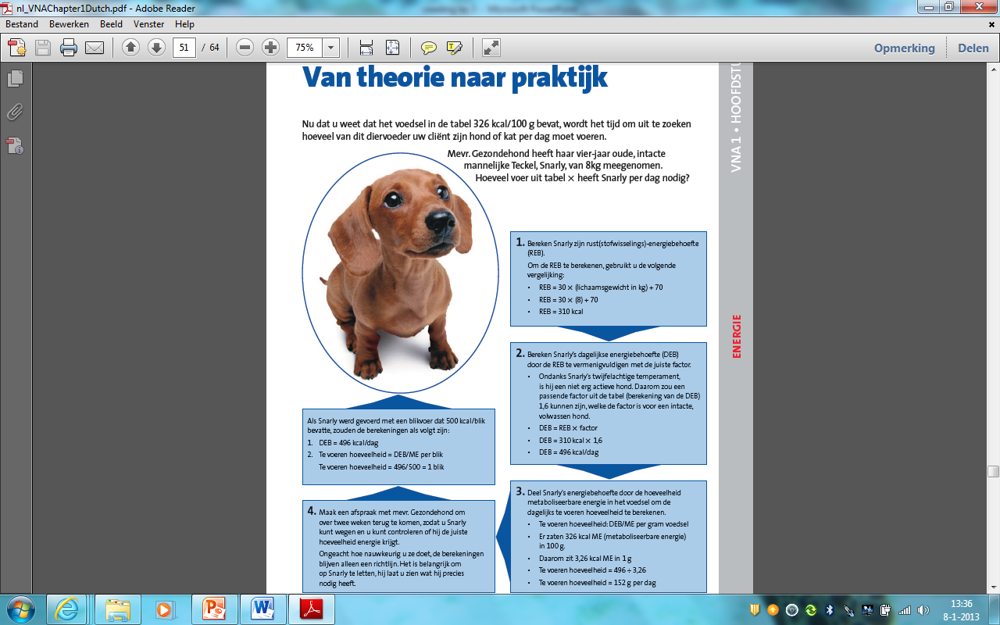 nl_VNAChapter1Dutch.pdf - Adobe Reader
Bestand Bewerken Beeld Venster Help
51 / 64 75% Opmerking Delen
Van theorie naar praktijk
Nu dat u weet dat het voedsel in de tabel 326 kcal/100 g bevat, wordt het tijd om uit te zoeken
hoeveel van dit diervoeder uw cliënt zijn hond of kat per dag moet voeren.
Mevr. Gezondehond heeft haar vier-jaar oude, intacte
mannelijke Teckel, Snarly, van 8kg meegenomen.
Hoeveel voer uit tabel × heeft Snarly per dag nodig?
1. Bereken Snarly zijn rust(stofwisselings)-energiebehoefte
(REB).
Om de REB te berekenen, gebruikt u de volgende
vergelijking:
• REB = 30 × (lichaamsgewicht in kg) + 70
• REB = 30 × (8) + 70
• REB = 310 kcal
2. Bereken Snarly's dagelijkse energiebehoefte (DEB)
door de REB te vermenigvuldigen met de juiste factor.
• Ondanks Snarly's twijfelachtige temperament,
is hij een niet erg actieve hond. Daarom zou een
passende factor uit de tabel (berekening van de DEB)
1,6 kunnen zijn, welke de factor is voor een intacte,
volwassen hond.
• DEB = REB × factor
• DEB = 310 kcal × 1,6
• DEB = 496 kcal/dag
3. Deel Snarly's energiebehoefte door de hoeveelheid
metaboliseerbare energie in het voedsel om de
dagelijks te voeren hoeveelheid te berekenen.
• Te voeren hoeveelheid: DEB/ME per gram voedsel
• Er zaten 326 kcal ME (metaboliseerbare energie)
in 100 g.
• Daarom zit 3,26 kcal ME in 1 g
• Te voeren hoeveelheid = 496 ÷ 3,26
• Te voeren hoeveelheid = 152 g per dag
4. Maak een afspraak met mevr. Gezondehond om
over twee weken terug te komen, zodat u Snarly
kunt wegen en u kunt controleren of hij de juiste
hoeveelheid energie krijgt.
Ongeacht hoe nauwkeurig u ze doet, de berekeningen
blijven alleen een richtlijn. Het is belangrijk om
op Snarly te letten, hij laat u zien wat hij precies
nodig heeft.
Als Snarly werd gevoerd met een blikvoer dat 500 kcal/blik
bevatte, zouden de berekeningen als volgt zijn:
1. DEB = 496 kcal/dag
2. Te voeren hoeveelheid = DEB/ME per blik
Te voeren hoeveelheid = 496/500 = 1 blik
VNA 1 • HOOFDSTU
ENERGIE
13:36
8-1-2013